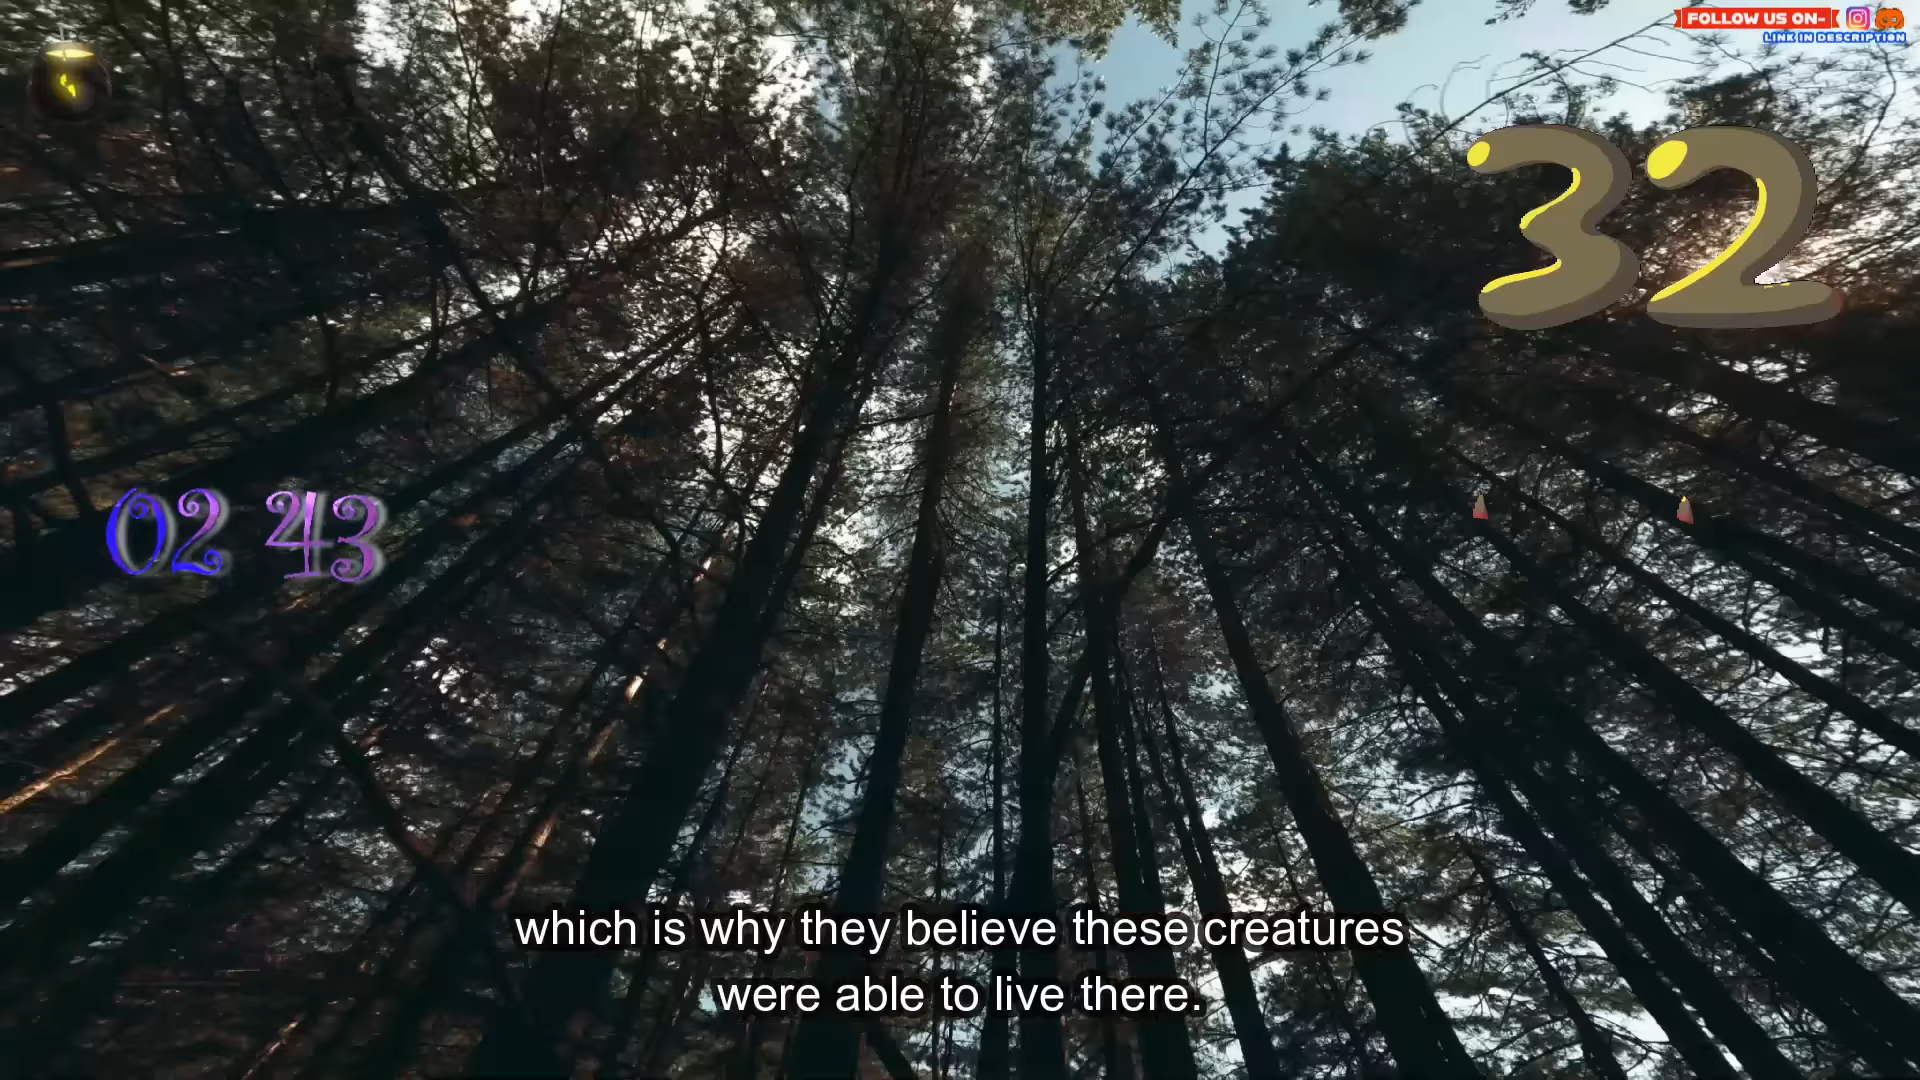 FOLLOW US ON-
LINK IN DESCRIPTION
32
02 43
which is why they believe these creatures
were able to live there.